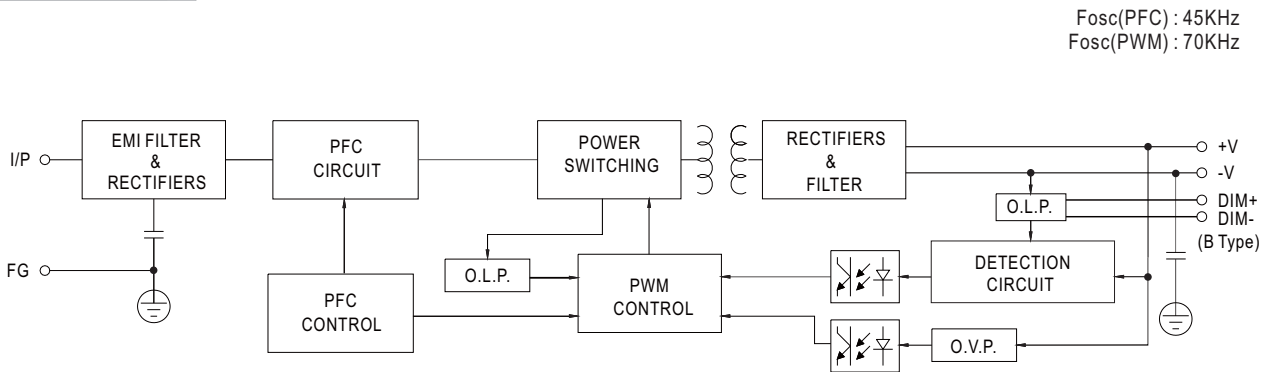 Fosc(PFC) : 45KHz
Fosc(PWM) : 70KHz
I/P
EMI FILTER
&
RECTIFIERS
PFC
CIRCUIT
POWER
SWITCHING
RECTIFIERS
&
FILTER
+V
-V
DIM+
DIM-
(B Type)
O.L.P.
FG
O.L.P.
PFC
CONTROL
PWM
CONTROL
DETECTION
CIRCUIT
O.V.P.